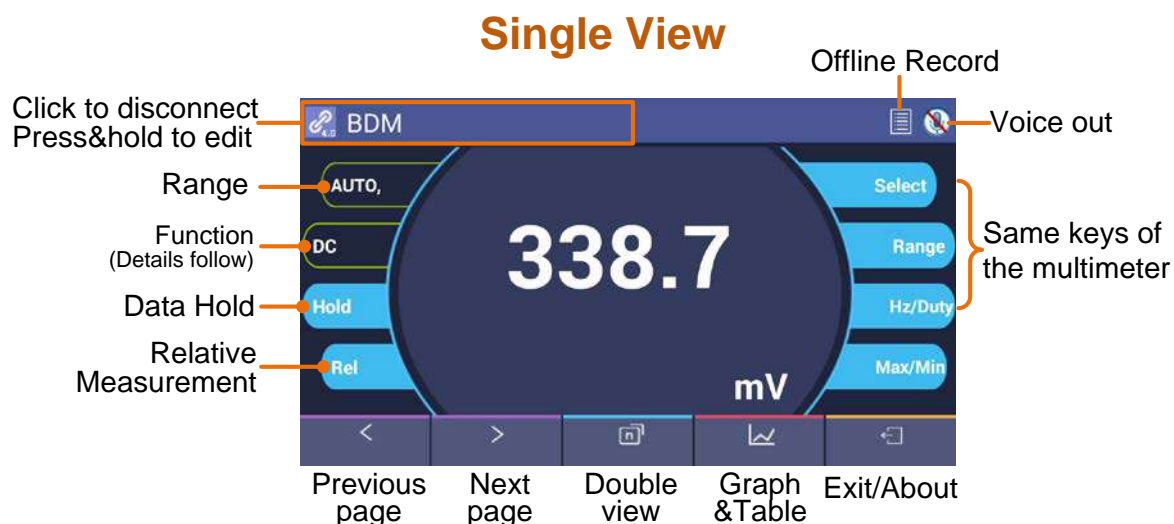 Single View
Offline Record
Click to disconnect
Press&hold to edit
4.0
BDM
Voice out
Range
AUTO,
Select
Function
(Details follow)
DC
338.7
Range
Same keys of
the multimeter
Data Hold
Hold
Hz/Duty
Relative
Measurement
Rel
mV
Max/Min
<
>
n
Previous
page
Next
page
Double
view
Graph
&Table
Exit/About